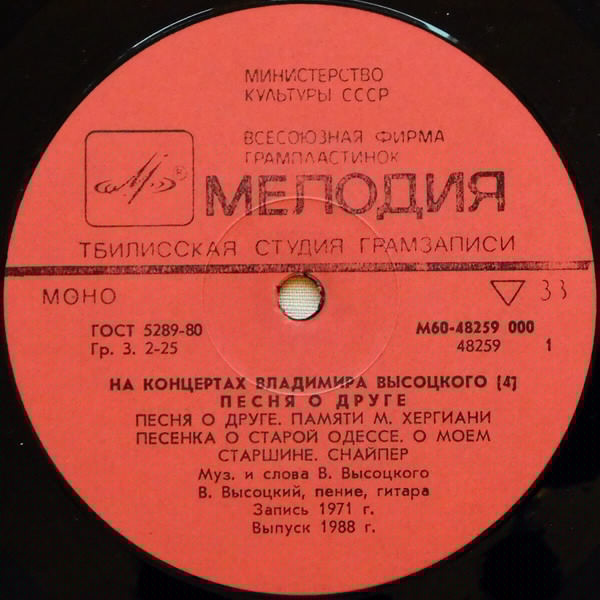 МИНИСТЕРСТВО
КУЛЬТУРЫ СССР
ВСЕСОЮЗНАЯ ФИРМА
ГРАМПЛАСТИНОК
МЕЛОДИЯ
ТБИЛИССКАЯ СТУДИЯ ГРАМЗАПИСИ
МОНО 33
ГОСТ 5289-80 М60-48259 000
Гр. 3. 2-25 48259 1
НА КОНЦЕРТАХ ВЛАДИМИРА ВЫСОЦКОГО [4]
ПЕСНЯ О ДРУГЕ
ПЕСНЯ О ДРУГЕ. ПАМЯТИ М. ХЕРГИАНИ
ПЕСЕНКА О СТАРОЙ ОДЕССЕ. О МОЕМ
СТАРШИНЕ. СНАЙПЕР
Муз. и слова В. Высоцкого
В. Высоцкий, пение, гитара
Запись 1971 г.
Выпуск 1988 г.